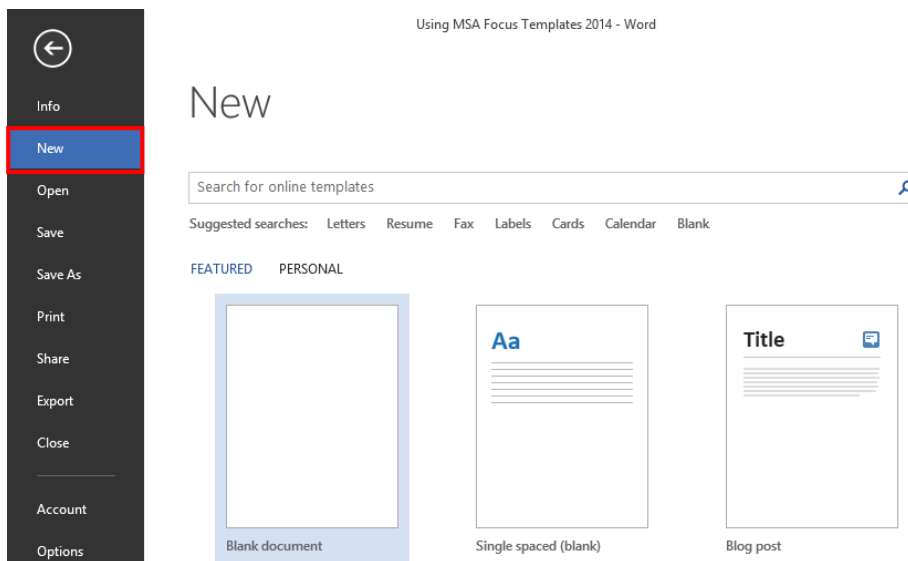 Using MSA Focus Templates 2014 - Word
Info
New
Open
Save
Save As
Print
Share
Export
Close
Account
Options
New
Search for online templates
Suggested searches: Letters Resume Fax Labels Cards Calendar Blank
FEATURED PERSONAL
Aa
Title
Blank document Single spaced (blank) Blog post